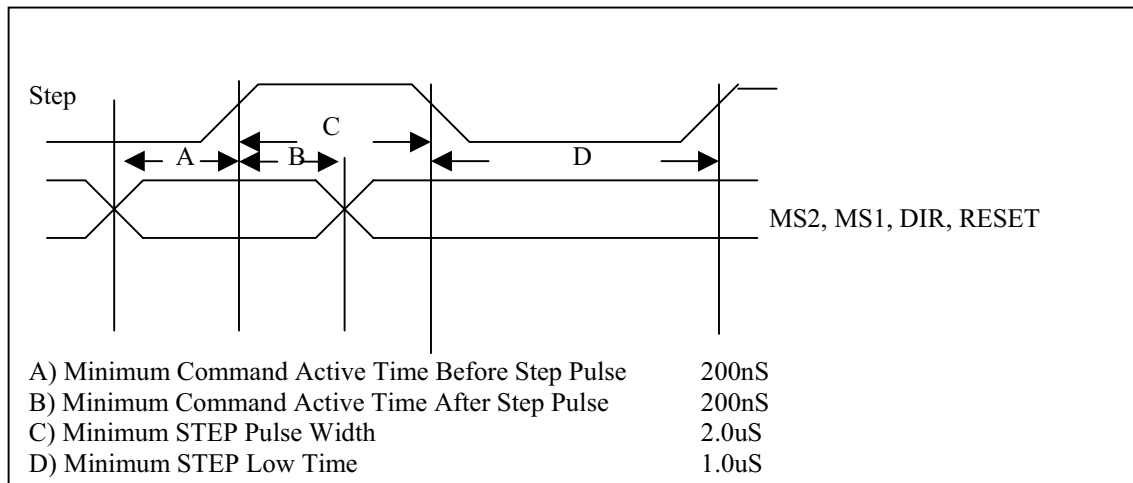 Step
C
A
B
D
MS2, MS1, DIR, RESET
A) Minimum Command Active Time Before Step Pulse 200nS
B) Minimum Command Active Time After Step Pulse 200nS
C) Minimum STEP Pulse Width 2.0uS
D) Minimum STEP Low Time 1.0uS